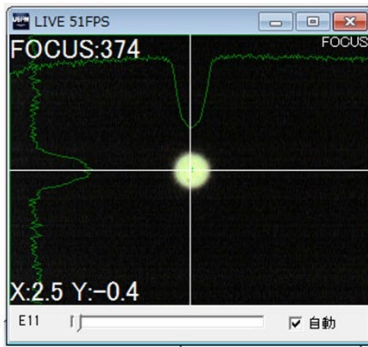 LIVE 51FPS
FOCUS:374
FOCUS
X:2.5 Y:-0.4
E11
自動